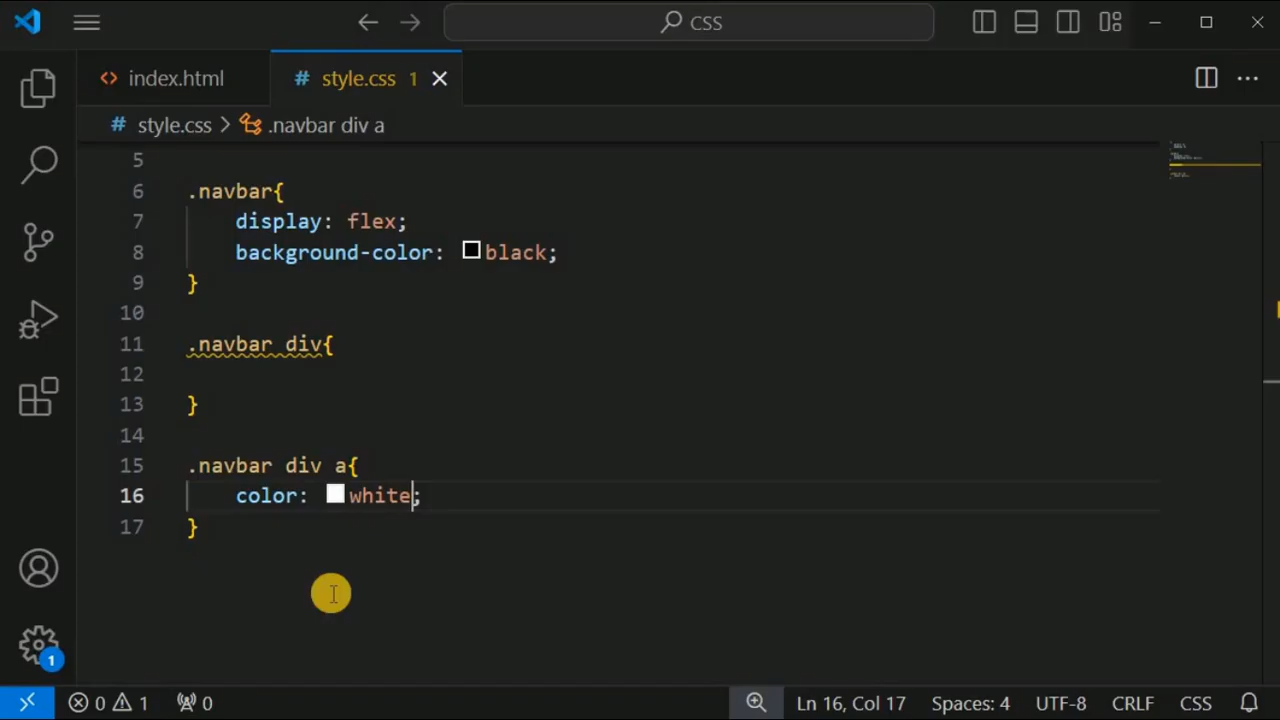 CSS
index.html
style.css 1
style.css > .navbar div a
5
6 .navbar{
7 display: flex;
8 background-color: black;
9 }
10
11 .navbar div{
12
13 }
14
15 .navbar div a{
16 color: white;
17 }
1
0 1 0 Ln 16, Col 17 Spaces: 4 UTF-8 CRLF CSS